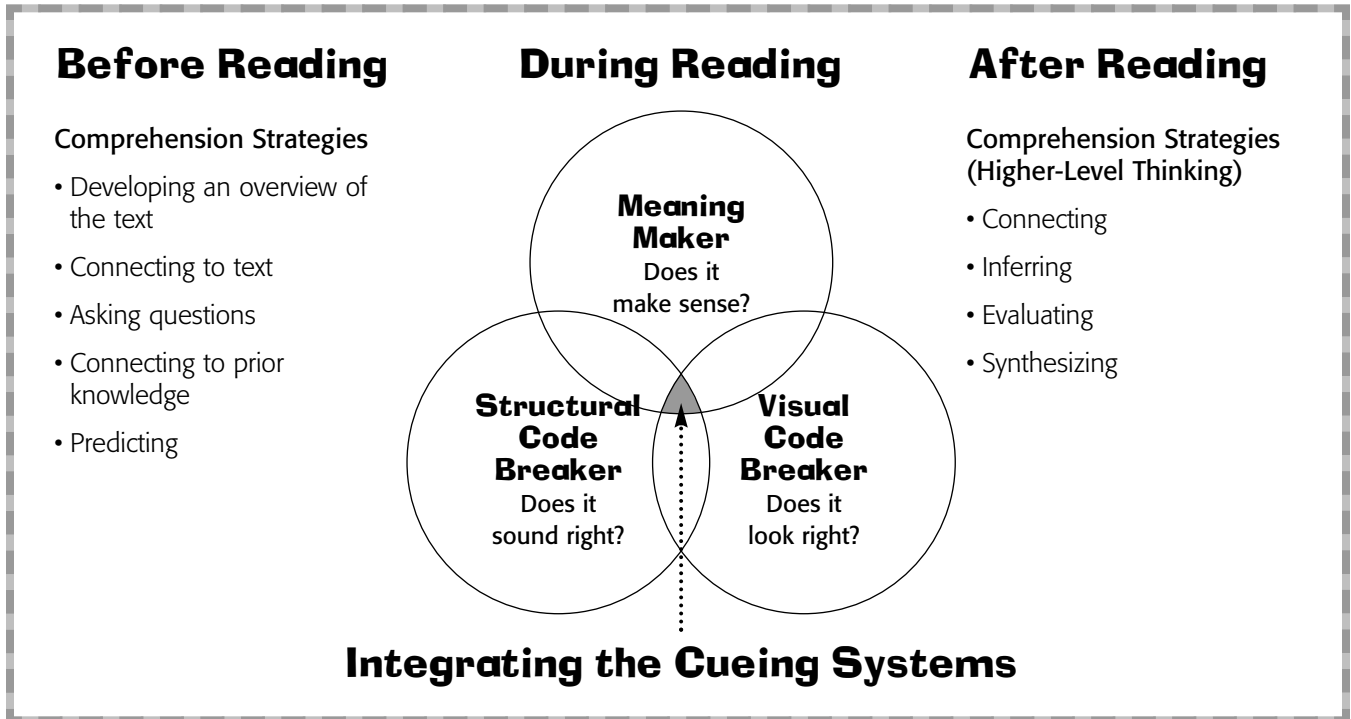 Before Reading
Comprehension Strategies
• Developing an overview of
the text
• Connecting to text
• Asking questions
• Connecting to prior
knowledge
• Predicting
During Reading
Meaning
Maker
Does it
make sense?
Structural
Code
Breaker
Does it
sound right?
Visual
Code
Breaker
Does it
look right?
Integrating the Cueing Systems
After Reading
Comprehension Strategies
(Higher-Level Thinking)
• Connecting
• Inferring
• Evaluating
• Synthesizing